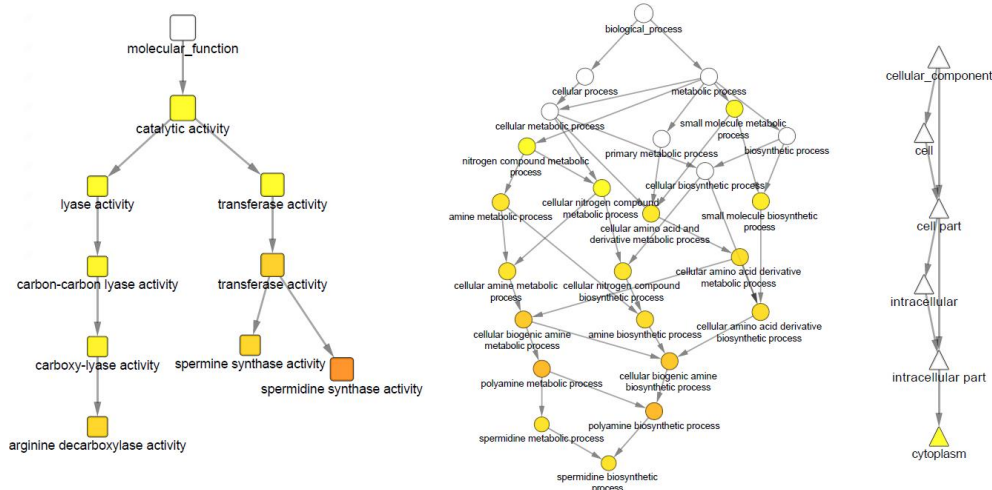 molecular_function
catalytic activity
lyase activity
transferase activity
carbon-carbon lyase activity
transferase activity
carboxy-lyase activity
spermine synthase activity
spermidine synthase activity
arginine decarboxylase activity
biological_process
cellular process
metabolic process
cellular metabolic process
small molecule metabolic
process
nitrogen compound metabolic
process
primary metabolic process
biosynthetic process
cellular biosynthetic process
amine metabolic process
cellular nitrogen compound
metabolic process
cellular amino acid and
derivative metabolic process
small molecule biosynthetic
process
cellular amine metabolic
process
cellular nitrogen compound
biosynthetic process
cellular amino acid derivative
metabolic process
cellular biogenic amine
metabolic process
amine biosynthetic process
cellular amino acid derivative
biosynthetic process
polyamine metabolic process
cellular biogenic amine
biosynthetic process
spermidine metabolic process
polyamine biosynthetic process
spermidine biosynthetic
process
cellular_component
cell
cell part
intracellular
intracellular part
cytoplasm